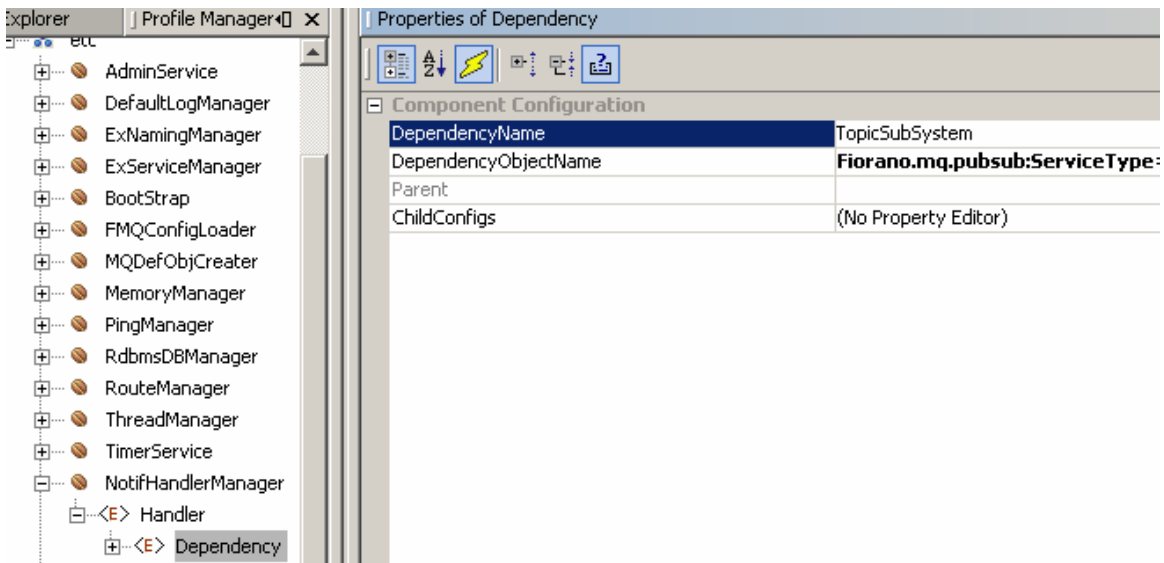 Explorer Profile Manager
etc
AdminService
DefaultLogManager
ExNamingManager
ExServiceManager
BootStrap
FMQConfigLoader
MQDefObjCreater
MemoryManager
PingManager
RdbmsDBManager
RouteManager
ThreadManager
TimerService
NotifHandlerManager
<E> Handler
<E> Dependency
Properties of Dependency
Component Configuration
DependencyName TopicSubSystem
DependencyObjectName Fiorano.mq.pubsub:ServiceType=
Parent
ChildConfigs (No Property Editor)